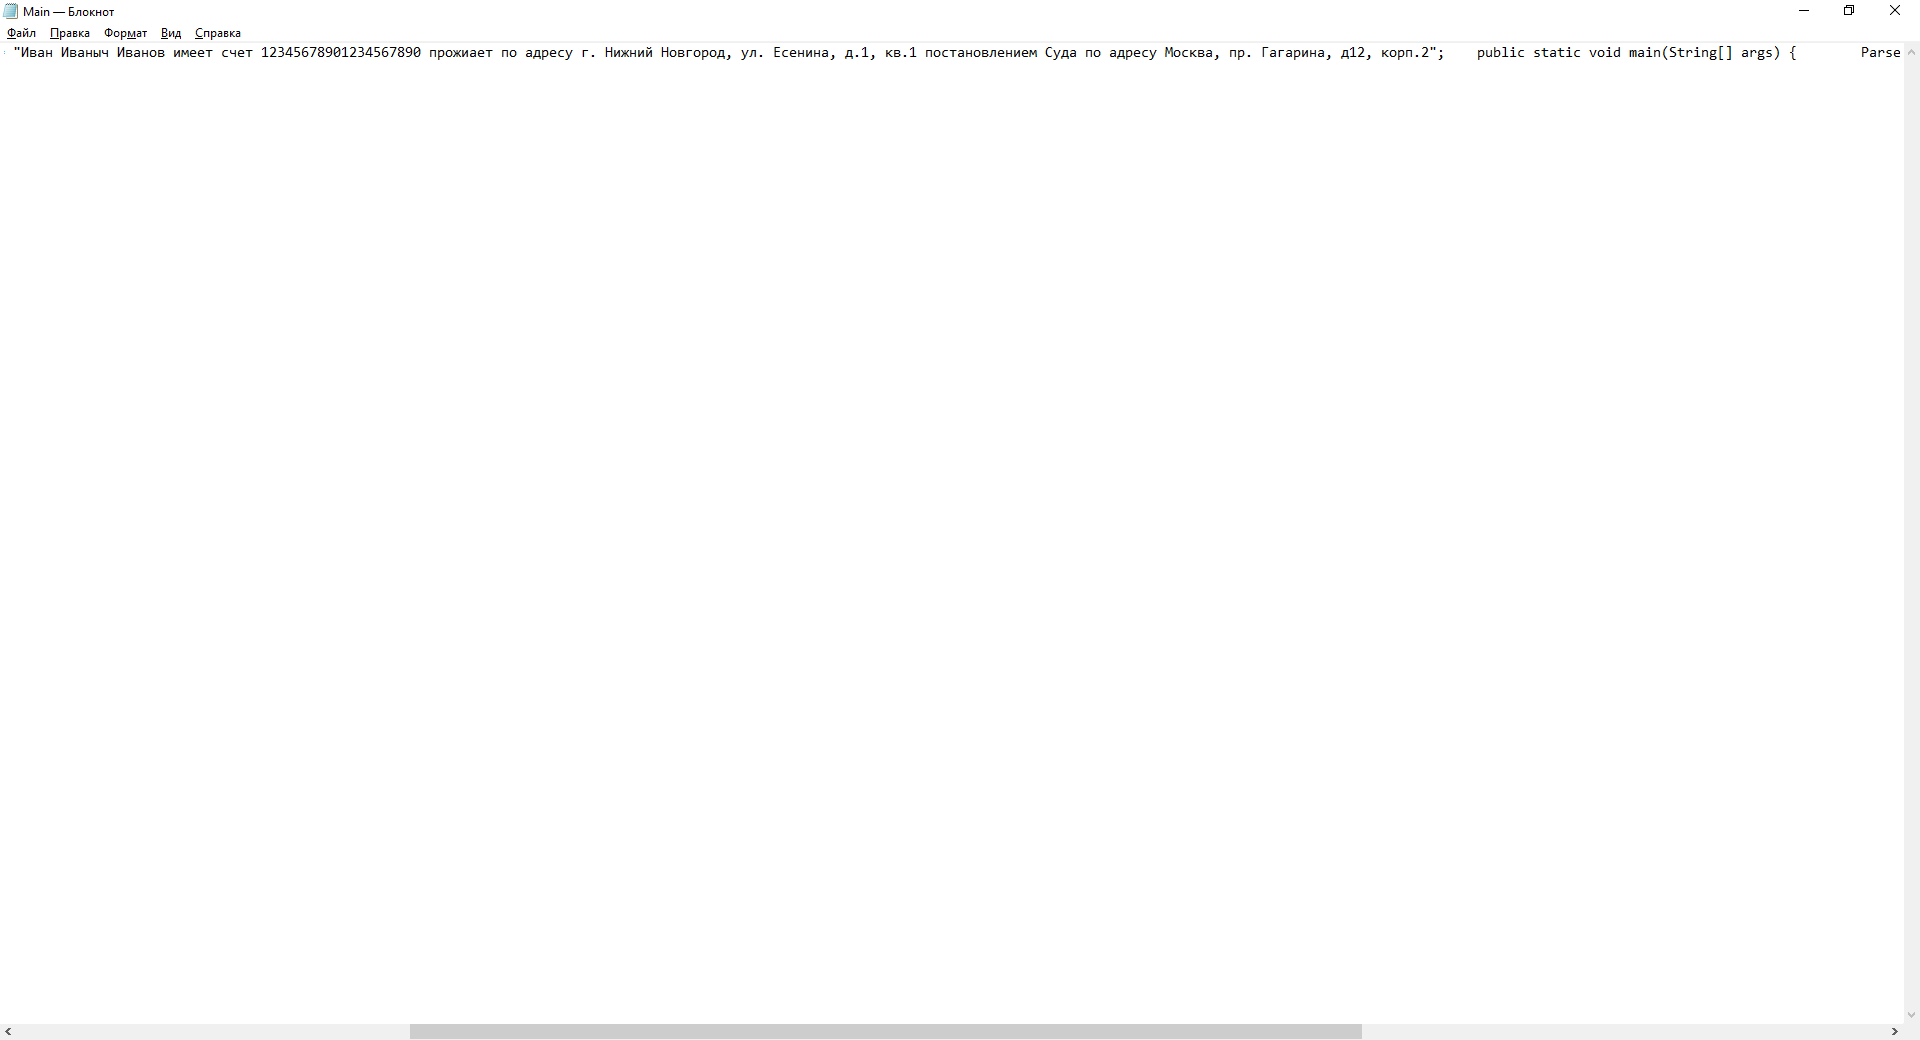 Main — Блокнот
Файл Правка Формат Вид Справка
"Иван Иваныч Иванов имеет счет 12345678901234567890 прожиает по адресу г. Нижний Новгород, ул. Есенина, д.1, кв.1 постановлением Суда по адресу Москва, пр. Гагарина, д12, корп.2";    public static void main(String[] args) {        Parse